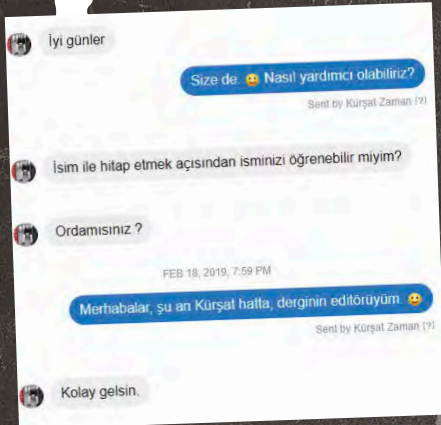 İyi günler
Size de. 😀 Nasıl yardımcı olabiliriz?
Sent by Kürşat Zaman [?]
İsim ile hitap etmek açısından isminizi öğrenebilir miyim?
Ordamısınız ?
FEB 18, 2019, 7:59 PM
Merhabalar, şu an Kürşat hatta, derginin editörüyüm. 😀
Sent by Kürşat Zaman [?]
Kolay gelsin.